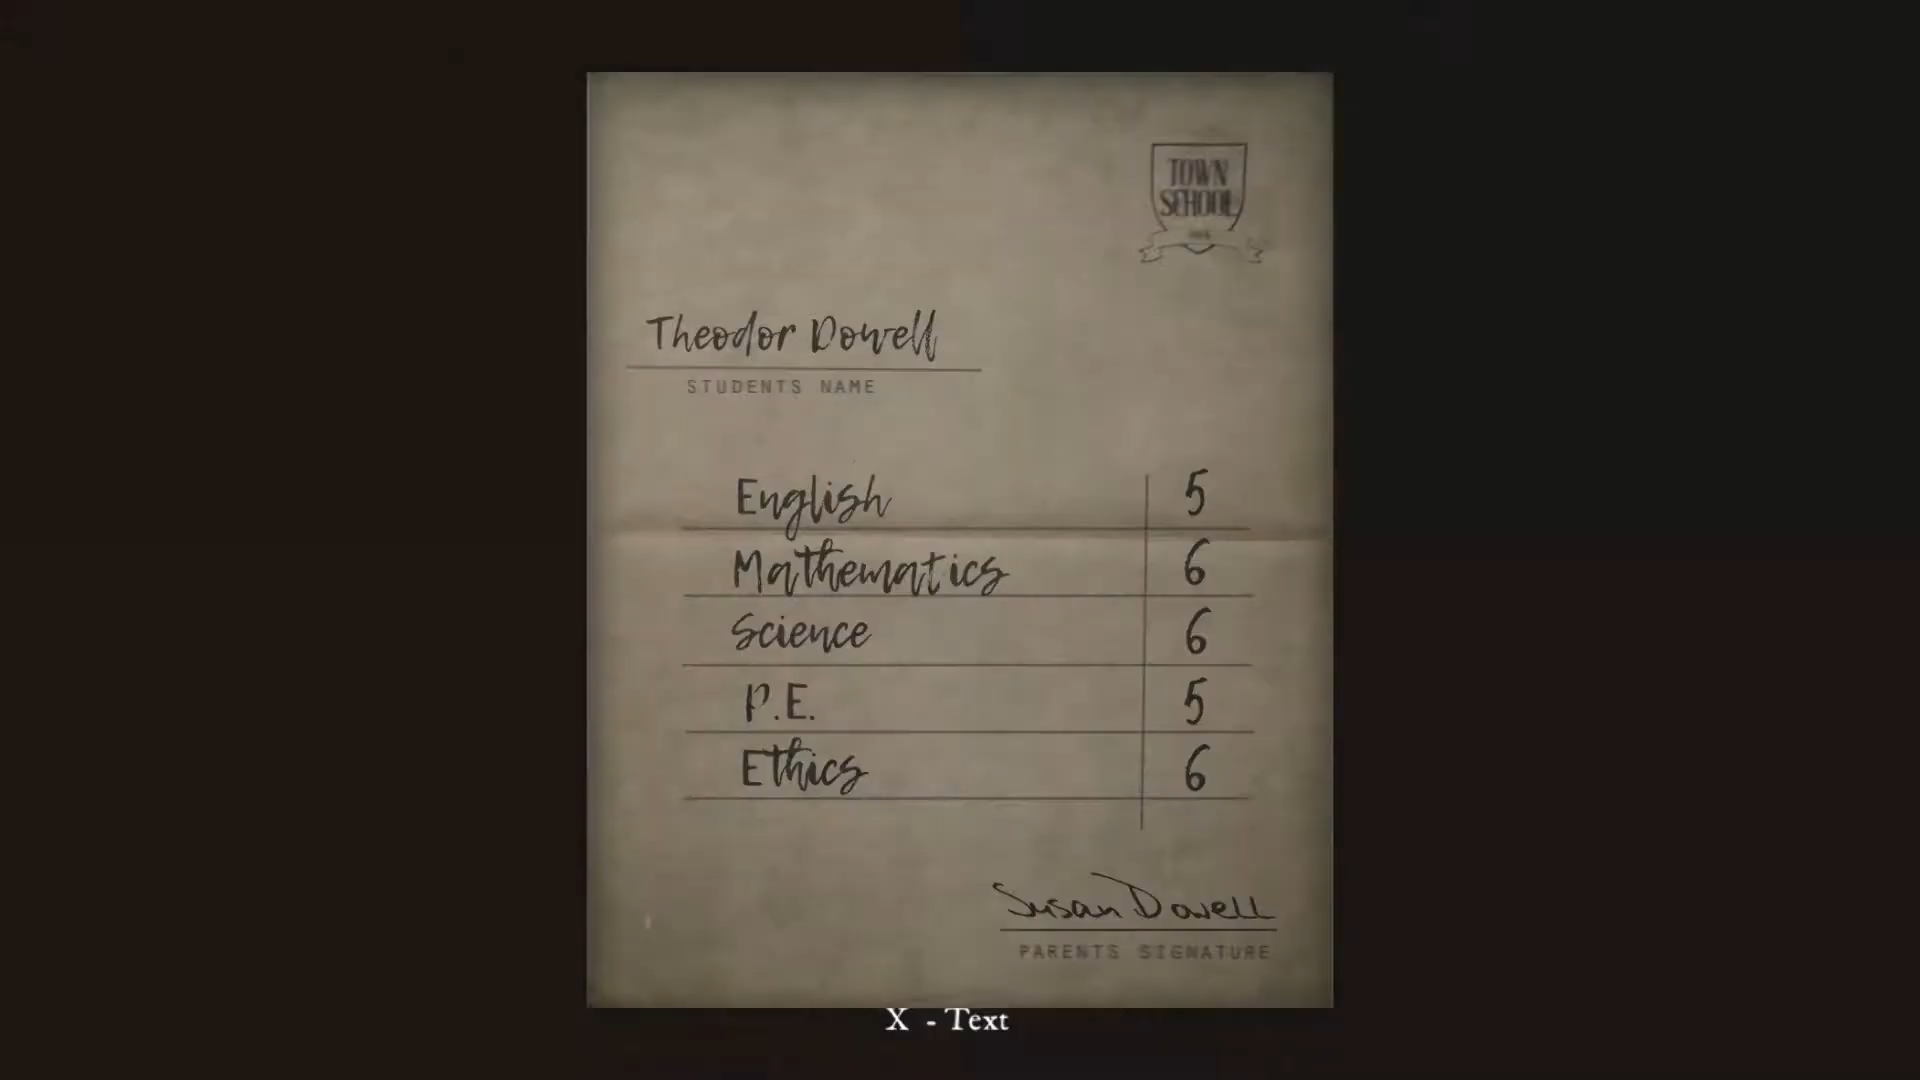 TOWN
SCHOOL
Theodor Dowell
STUDENTS NAME
English 5
Mathematics 6
Science 6
P.E. 5
Ethics 6
Susan Dowell
PARENTS SIGNATURE
X - Text